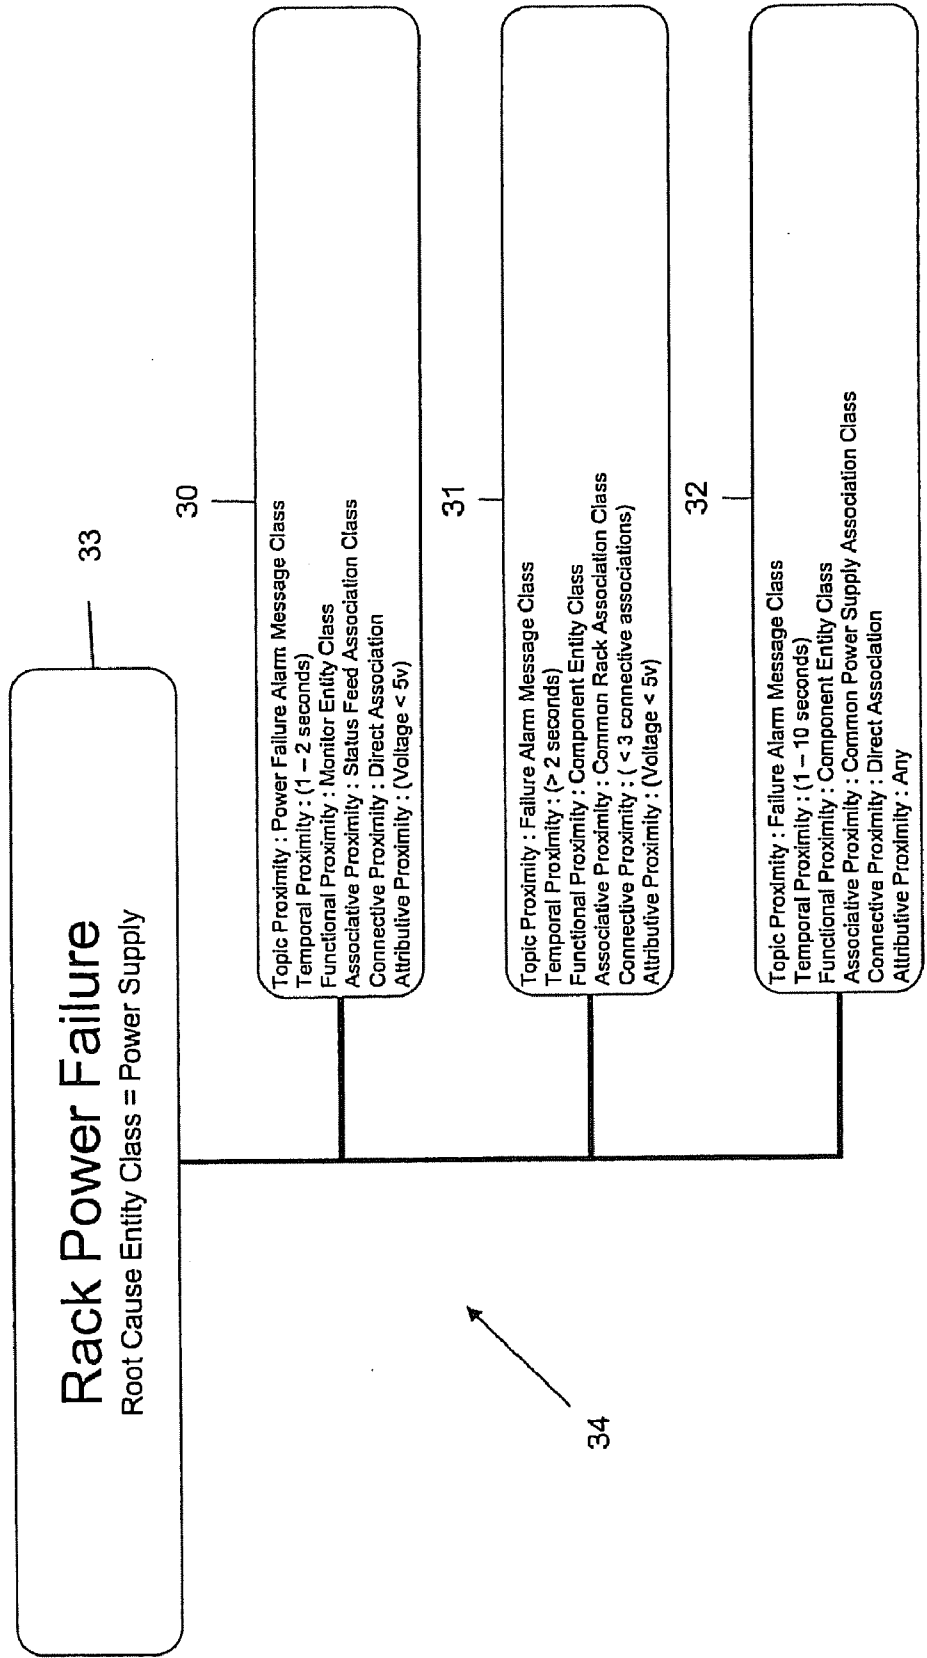 Rack Power Failure
Root Cause Entity Class = Power Supply
33
30
Topic Proximity : Power Failure Alarm Message Class
Temporal Proximity : (1 – 2 seconds)
Functional Proximity : Monitor Entity Class
Associative Proximity : Status Feed Association Class
Connective Proximity : Direct Association
Attributive Proximity : (Voltage < 5v)
31
Topic Proximity : Failure Alarm Message Class
Temporal Proximity : (> 2 seconds)
Functional Proximity : Component Entity Class
Associative Proximity : Common Rack Association Class
Connective Proximity : ( < 3 connective associations)
Attributive Proximity : (Voltage < 5v)
32
Topic Proximity : Failure Alarm Message Class
Temporal Proximity : (1 – 10 seconds)
Functional Proximity : Component Entity Class
Associative Proximity : Common Power Supply Association Class
Connective Proximity : Direct Association
Attributive Proximity : Any
34